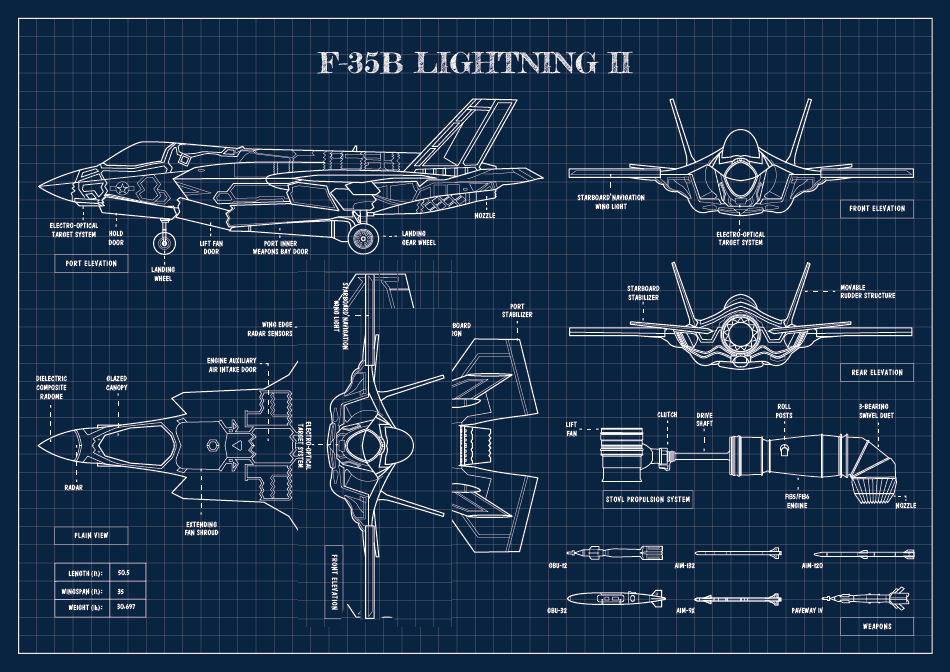 F-35B LIGHTNING II
ELECTRO-OPTICAL
TARGET SYSTEM
HOLD
DOOR
LANDING
WHEEL
LIFT FAN
DOOR
PORT INNER
WEAPONS BAY DOOR
LANDING
GEAR WHEEL
NOZZLE
PORT ELEVATION
STARBOARD NAVIGATION
WING LIGHT
ELECTRO-OPTICAL
TARGET SYSTEM
FRONT ELEVATION
STARBOARD
STABILIZER
MOVABLE
RUDDER STRUCTURE
REAR ELEVATION
WING EDGE
RADAR SENSORS
ENGINE AUXILIARY
AIR INTAKE DOOR
DIELECTRIC
COMPOSITE
RADOME
GLAZED
CANOPY
RADAR
EXTENDING
FAN SHROUD
PLAIN VIEW
STARBOARD NAVIGATION
WING LIGHT
ELECTRO-OPTICAL
TARGET SYSTEM
FRONT ELEVATION
BOARD
RON
PORT
STABILIZER
LIFT
FAN
CLUTCH
DRIVE
SHAFT
ROLL
POSTS
3-BEARING
SWIVEL DUET
STOVL PROPULSION SYSTEM
F135/F136
ENGINE
NOZZLE
LENGTH (ft): 50.5
WINGSPAN (ft): 35
WEIGHT (lb): 30.697
GBU-12
AIM-132
AIM-120
GBU-32
AIM-9X
PAVEWAY IV
WEAPONS